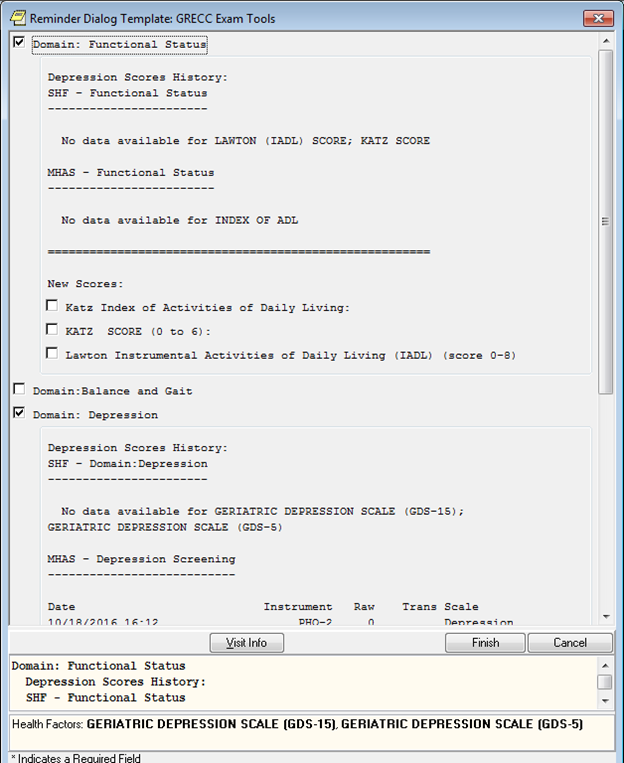 Reminder Dialog Template: GRECC Exam Tools
Domain: Functional Status
Depression Scores History:
SHF - Functional Status
-----------------------
No data available for LAWTON (IADL) SCORE; KATZ SCORE
MHAS - Functional Status
------------------------
No data available for INDEX OF ADL
=======================================================
New Scores:
Katz Index of Activities of Daily Living:
KATZ  SCORE (0 to 6):
Lawton Instrumental Activities of Daily Living (IADL) (score 0-8)
Domain:Balance and Gait
Domain: Depression
Depression Scores History:
SHF - Domain:Depression
-----------------------
No data available for GERIATRIC DEPRESSION SCALE (GDS-15);
GERIATRIC DEPRESSION SCALE (GDS-5)
MHAS - Depression Screening
---------------------------
Date Instrument Raw Trans Scale
10/18/2016 16:12 PHQ-2 0 Depression
Visit Info Finish Cancel
Domain: Functional Status
Depression Scores History:
SHF - Functional Status
Health Factors: GERIATRIC DEPRESSION SCALE (GDS-15), GERIATRIC DEPRESSION SCALE (GDS-5)
* Indicates a Required Field